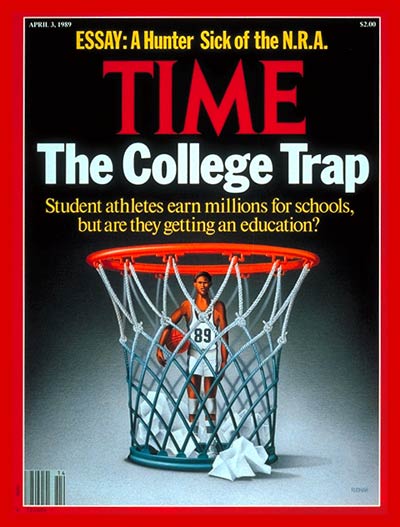 APRIL 3, 1989 $2.00
ESSAY: A Hunter Sick of the N.R.A.
TIME
The College Trap
Student athletes earn millions for schools,
but are they getting an education?
89
14